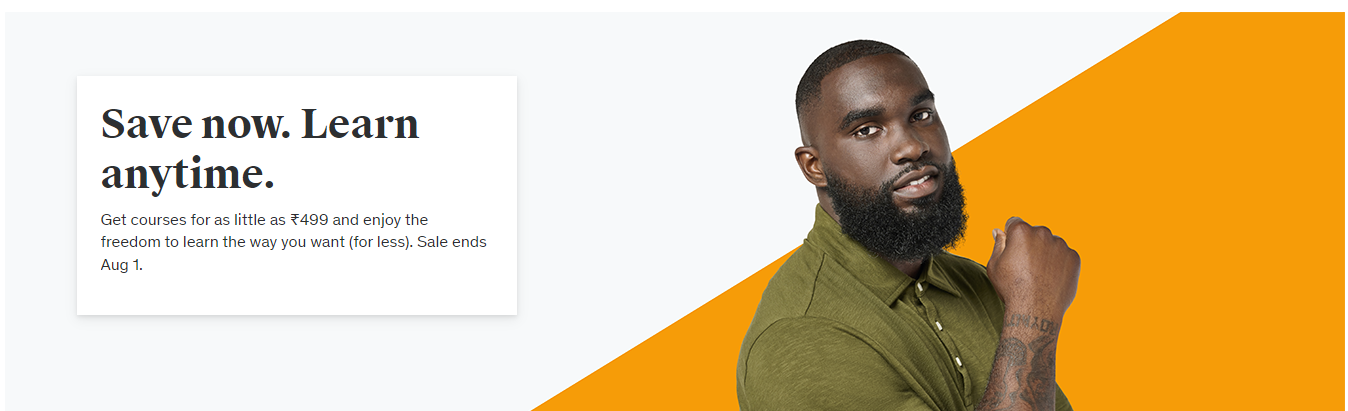 Save now. Learn
anytime.
Get courses for as little as ₹499 and enjoy the
freedom to learn the way you want (for less). Sale ends
Aug 1.